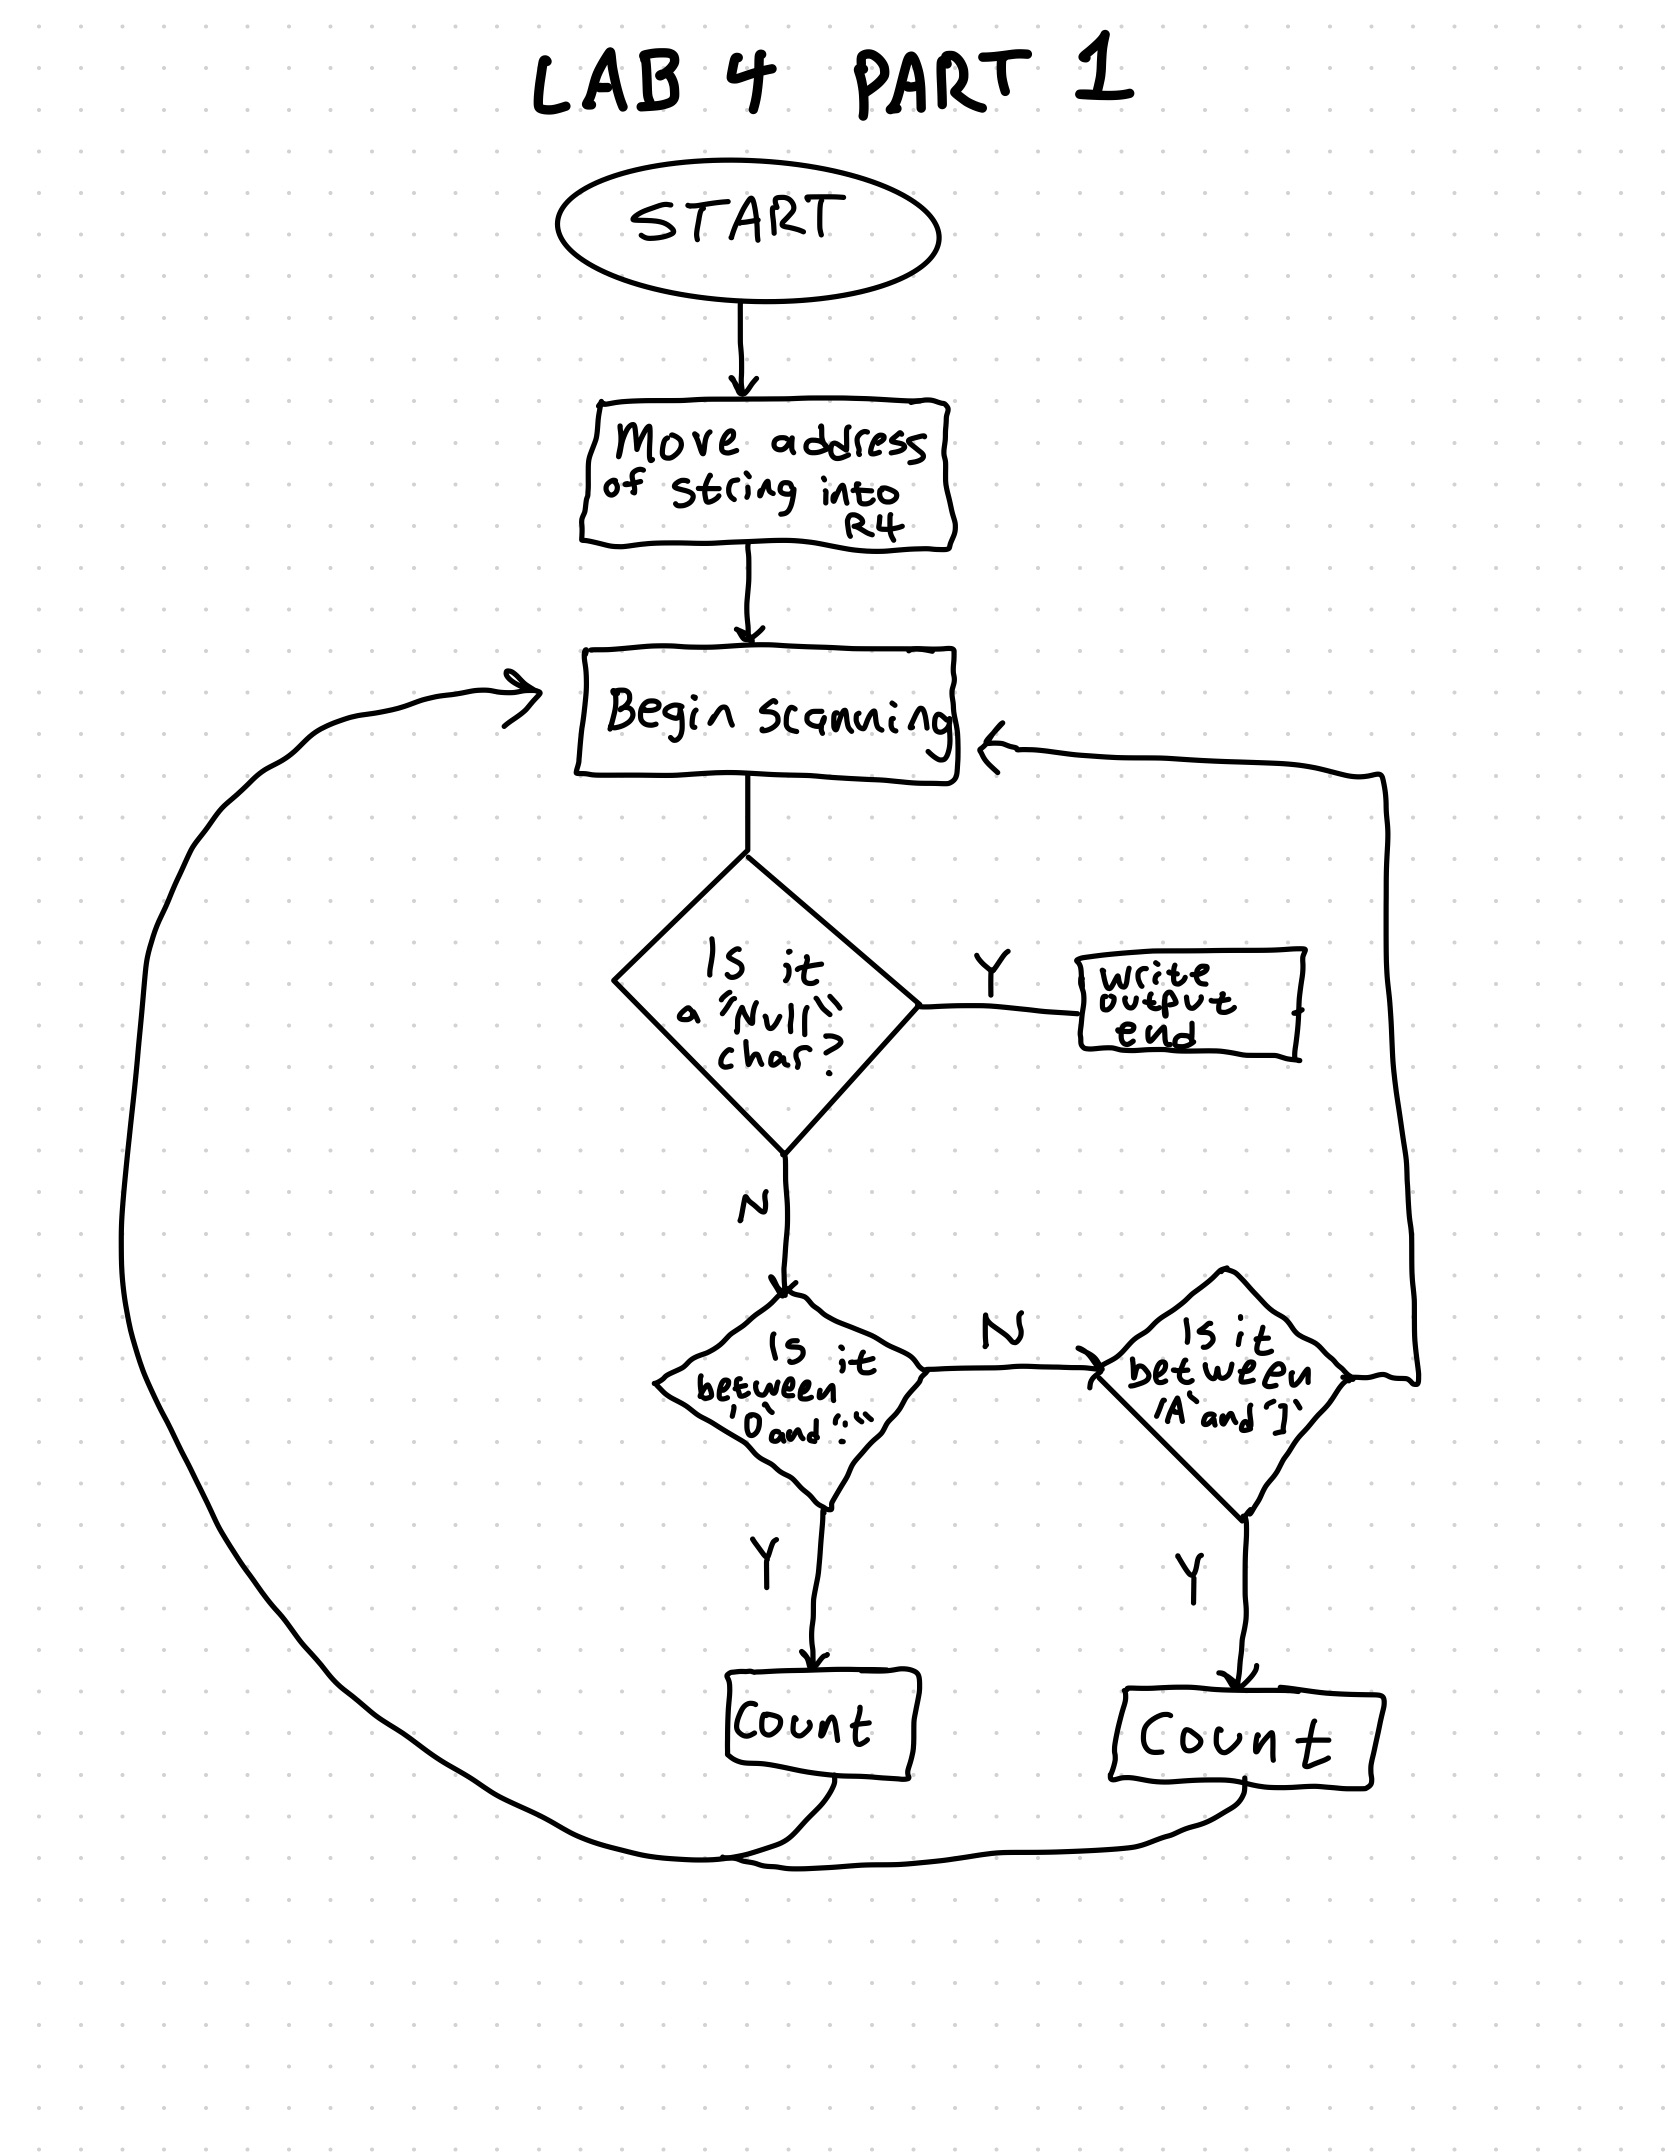 LAB 4 PART 1
START
Move address
of string into
R4
Begin scanning
Is it
a "Null"
char?
Y
write
output
end
N
Is it
between
'0' and ':'
N
Is it
between
'A' and '['
Y
Y
Count
Count